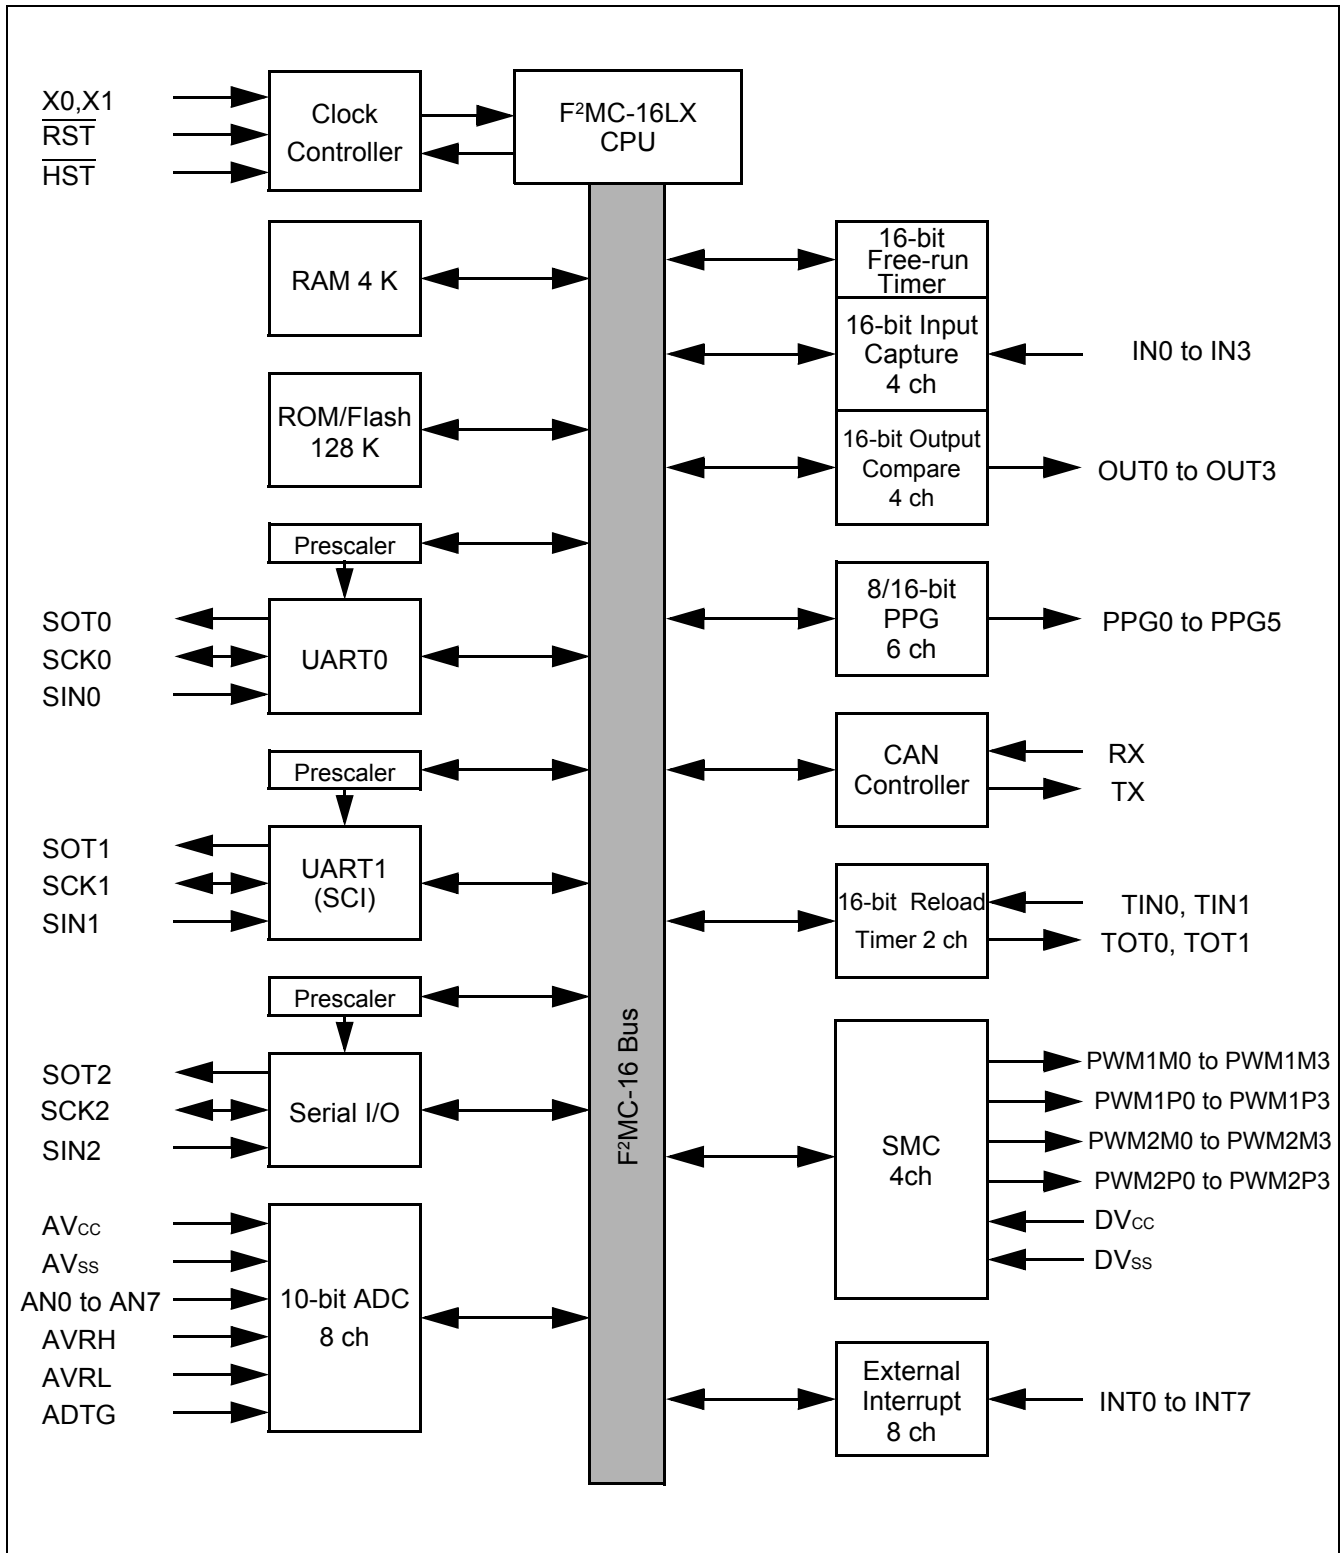 X0,X1
RST
HST
Clock
Controller
F²MC-16LX
CPU
RAM 4 K
ROM/Flash
128 K
Prescaler
SOT0
SCK0
SIN0
UART0
Prescaler
SOT1
SCK1
SIN1
UART1
(SCI)
Prescaler
SOT2
SCK2
SIN2
Serial I/O
AVCC
AVSS
AN0 to AN7
AVRH
AVRL
ADTG
10-bit ADC
8 ch
F²MC-16 Bus
16-bit
Free-run
Timer
16-bit Input
Capture
4 ch
IN0 to IN3
16-bit Output
Compare
4 ch
OUT0 to OUT3
8/16-bit
PPG
6 ch
PPG0 to PPG5
CAN
Controller
RX
TX
16-bit Reload
Timer 2 ch
TIN0, TIN1
TOT0, TOT1
SMC
4ch
PWM1M0 to PWM1M3
PWM1P0 to PWM1P3
PWM2M0 to PWM2M3
PWM2P0 to PWM2P3
DVCC
DVSS
External
Interrupt
8 ch
INT0 to INT7